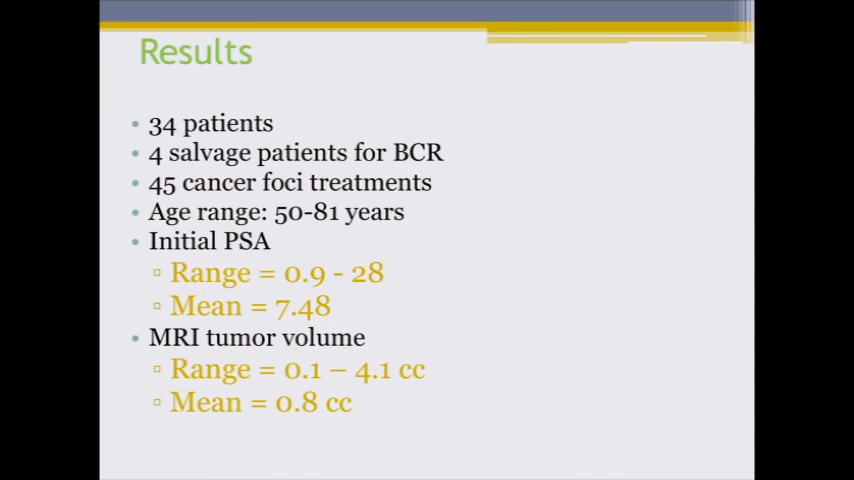 Results
• 34 patients
• 4 salvage patients for BCR
• 45 cancer foci treatments
• Age range: 50-81 years
• Initial PSA
▫ Range = 0.9 - 28
▫ Mean = 7.48
• MRI tumor volume
▫ Range = 0.1 – 4.1 cc
▫ Mean = 0.8 cc